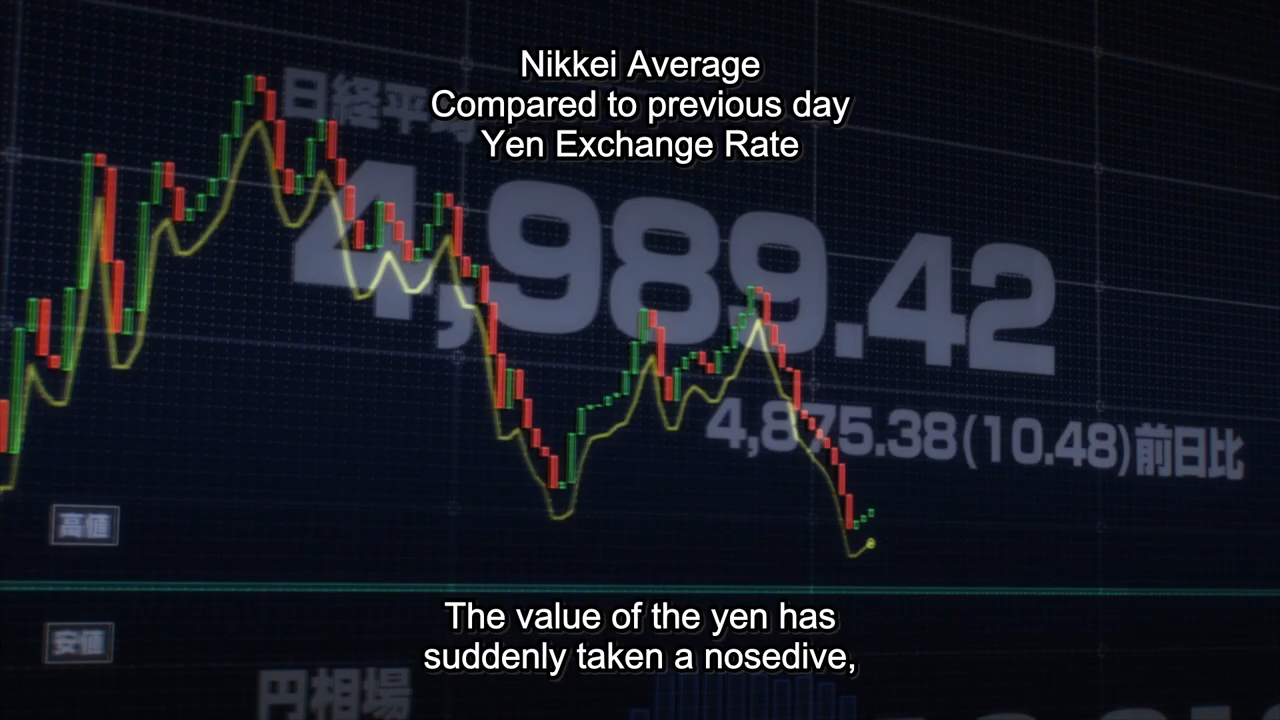 Nikkei Average
Compared to previous day
Yen Exchange Rate
日経平均
4,989.42
4,875.38(10.48)前日比
高値
安値
円相場
The value of the yen has
suddenly taken a nosedive,